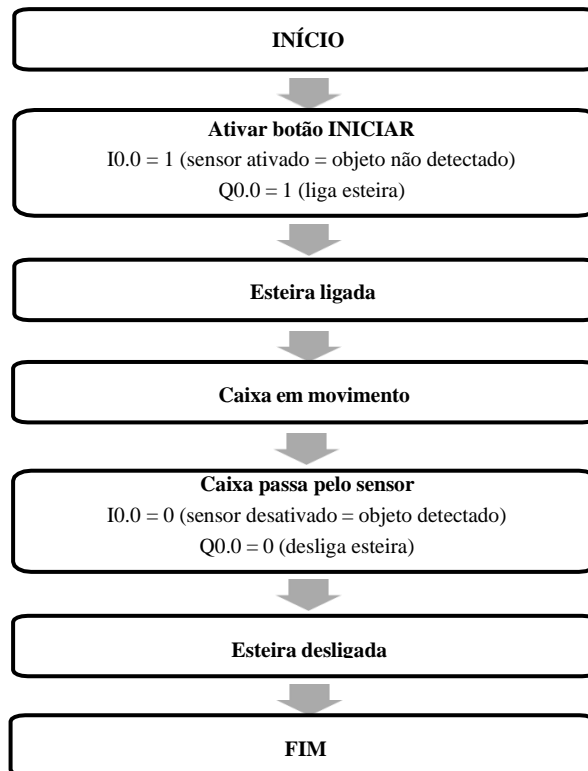 INÍCIO
Ativar botão INICIAR
I0.0 = 1 (sensor ativado = objeto não detectado)
Q0.0 = 1 (liga esteira)
Esteira ligada
Caixa em movimento
Caixa passa pelo sensor
I0.0 = 0 (sensor desativado = objeto detectado)
Q0.0 = 0 (desliga esteira)
Esteira desligada
FIM